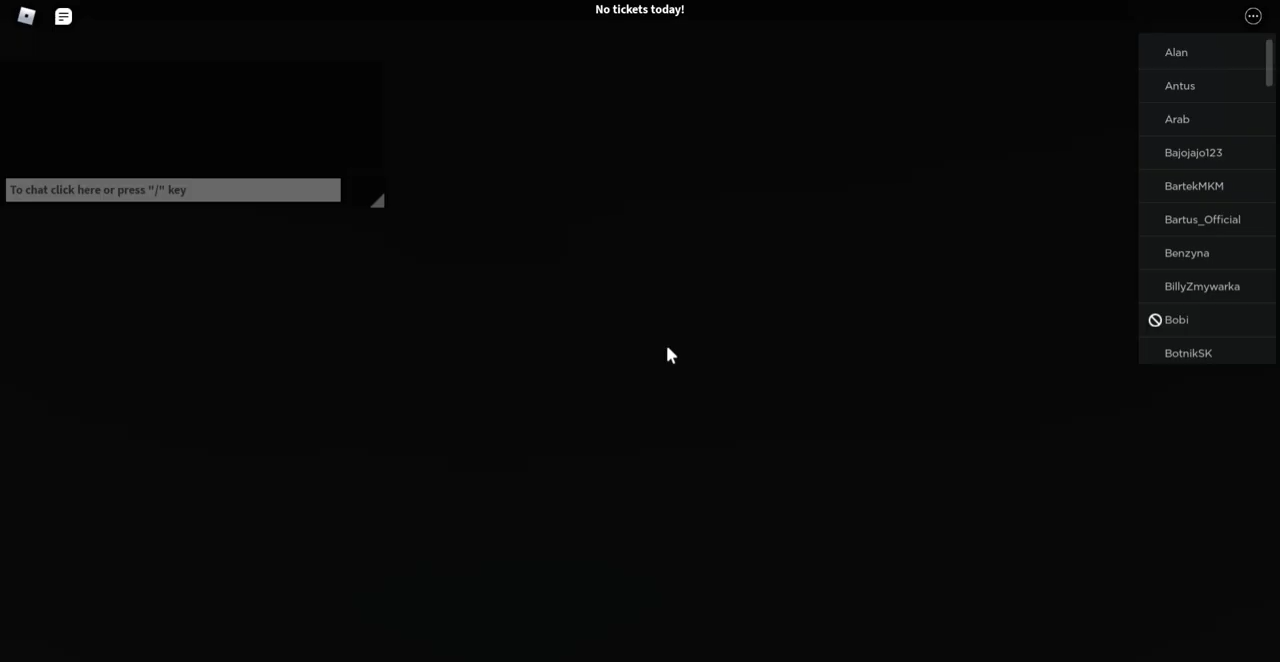 No tickets today!
To chat click here or press "/" key
Alan
Antus
Arab
Bajojajo123
BartekMKM
Bartus_Official
Benzyna
BillyZmywarka
Bobi
BotnikSK